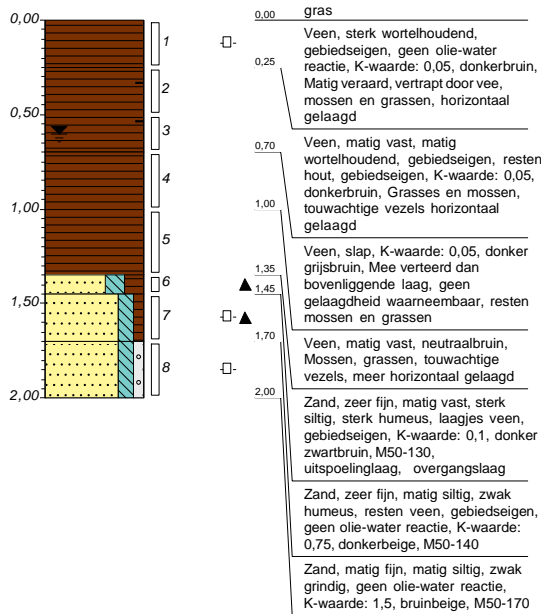 0,00
0,50
1,00
1,50
2,00
1
2
3
4
5
6
7
8
0,00
0,25
0,70
1,00
1,35
1,45
1,70
2,00
gras
Veen, sterk wortelhoudend,
gebiedseigen, geen olie-water
reactie, K-waarde: 0,05, donkerbruin,
Matig veraard, vertrapt door vee,
mossen en grassen, horizontaal
gelaagd
Veen, matig vast, matig
wortelhoudend, gebiedseigen, resten
hout, gebiedseigen, K-waarde: 0,05,
donkerbruin, Grasses en mossen,
touwachtige vezels horizontaal
gelaagd
Veen, slap, K-waarde: 0,05, donker
grijsbruin, Mee verteerd dan
bovenliggende laag, geen
gelaagdheid waarneembaar, resten
mossen en grassen
Veen, matig vast, neutraalbruin,
Mossen, grassen, touwachtige
vezels, meer horizontaal gelaagd
Zand, zeer fijn, matig vast, sterk
siltig, sterk humeus, laagjes veen,
gebiedseigen, K-waarde: 0,1, donker
zwartbruin, M50-130,
uitspoelinglaag, overgangslaag
Zand, zeer fijn, matig siltig, zwak
humeus, resten veen, gebiedseigen,
geen olie-water reactie, K-waarde:
0,75, donkerbeige, M50-140
Zand, matig fijn, matig siltig, zwak
grindig, geen olie-water reactie,
K-waarde: 1,5, bruinbeige, M50-170